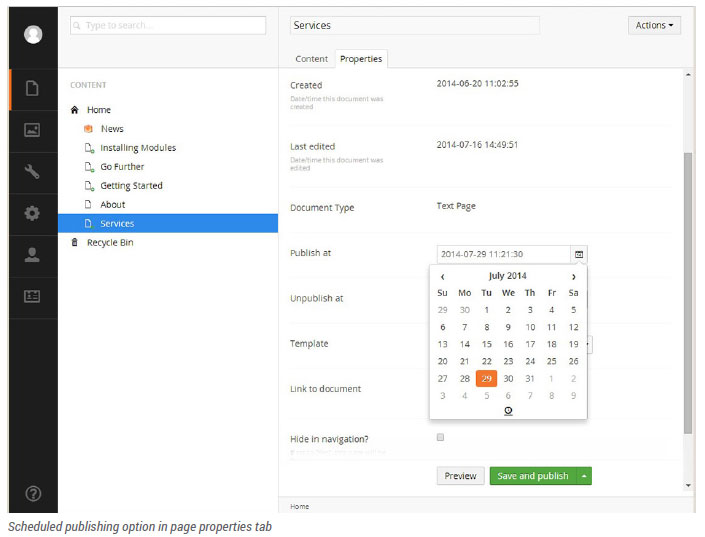 Type to search...
CONTENT
Home
News
Installing Modules
Go Further
Getting Started
About
Services
Recycle Bin
Services
Actions
Content Properties
Created 2014-06-20 11:02:55
Date/time this document was
created
Last edited 2014-07-16 14:49:51
Date/time this document was
edited
Document Type Text Page
Publish at 2014-07-29 11:21:30
Unpublish at
Template
Link to document
Hide in navigation?
‹ July 2014 ›
Su Mo Tu We Th Fr Sa
29 30 1 2 3 4 5
6 7 8 9 10 11 12
13 14 15 16 17 18 19
20 21 22 23 24 25 26
27 28 29 30 31 1 2
3 4 5 6 7 8 9
Preview Save and publish
Home
?
Scheduled publishing option in page properties tab